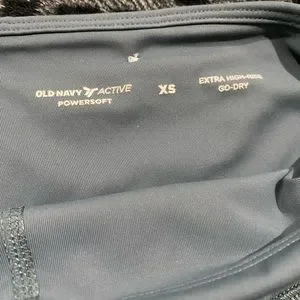 OLD NAVY ACTIVE
POWERSOFT
XS
EXTRA HIGH-RISE
GO-DRY